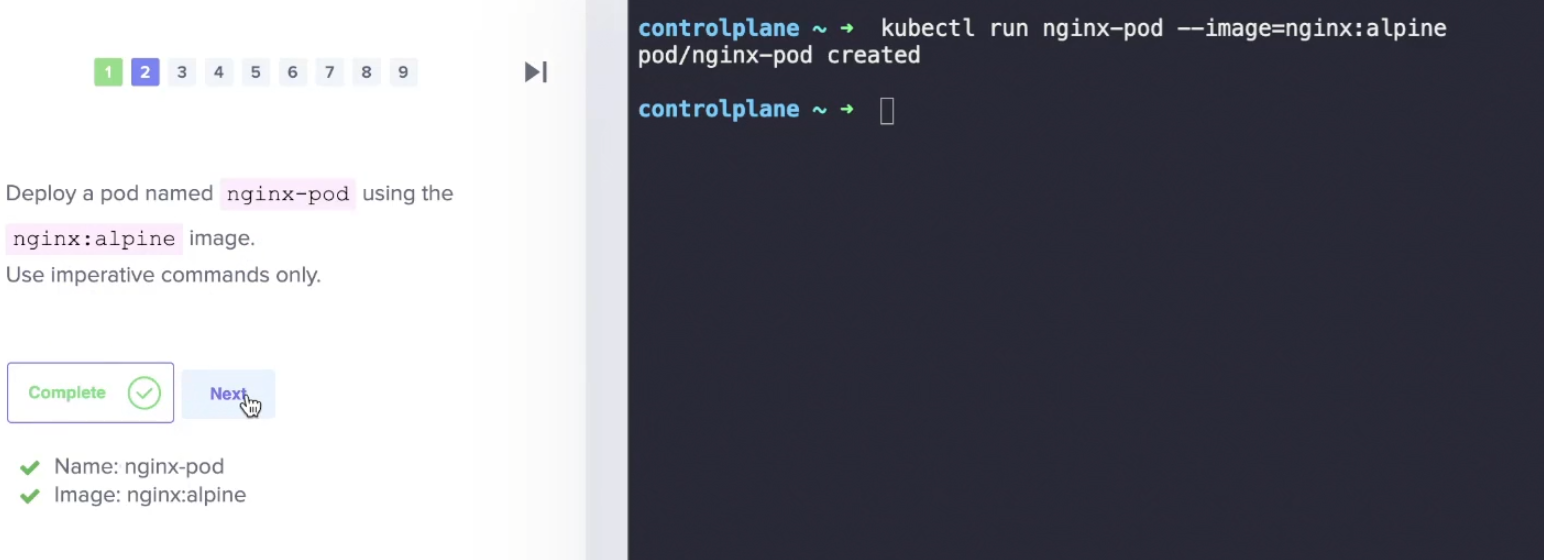 1 2 3 4 5 6 7 8 9
Deploy a pod named nginx-pod using the
nginx:alpine image.
Use imperative commands only.
Complete Next
Name: nginx-pod
Image: nginx:alpine
controlplane ~ ➜ kubectl run nginx-pod --image=nginx:alpine
pod/nginx-pod created
controlplane ~ ➜